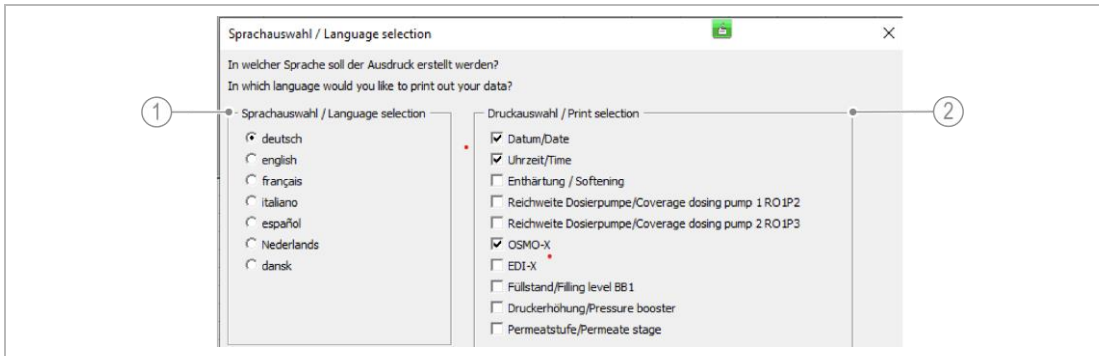 Sprachauswahl / Language selection
In welcher Sprache soll der Ausdruck erstellt werden?
In which language would you like to print out your data?
1
Sprachauswahl / Language selection
deutsch
english
français
italiano
español
Nederlands
dansk
Druckauswahl / Print selection
2
Datum/Date
Uhrzeit/Time
Enthärtung / Softening
Reichweite Dosierpumpe/Coverage dosing pump 1 RO1P2
Reichweite Dosierpumpe/Coverage dosing pump 2 RO1P3
OSMO-X
EDI-X
Füllstand/Filling level BB1
Druckerhöhung/Pressure booster
Permeatstufe/Permeate stage